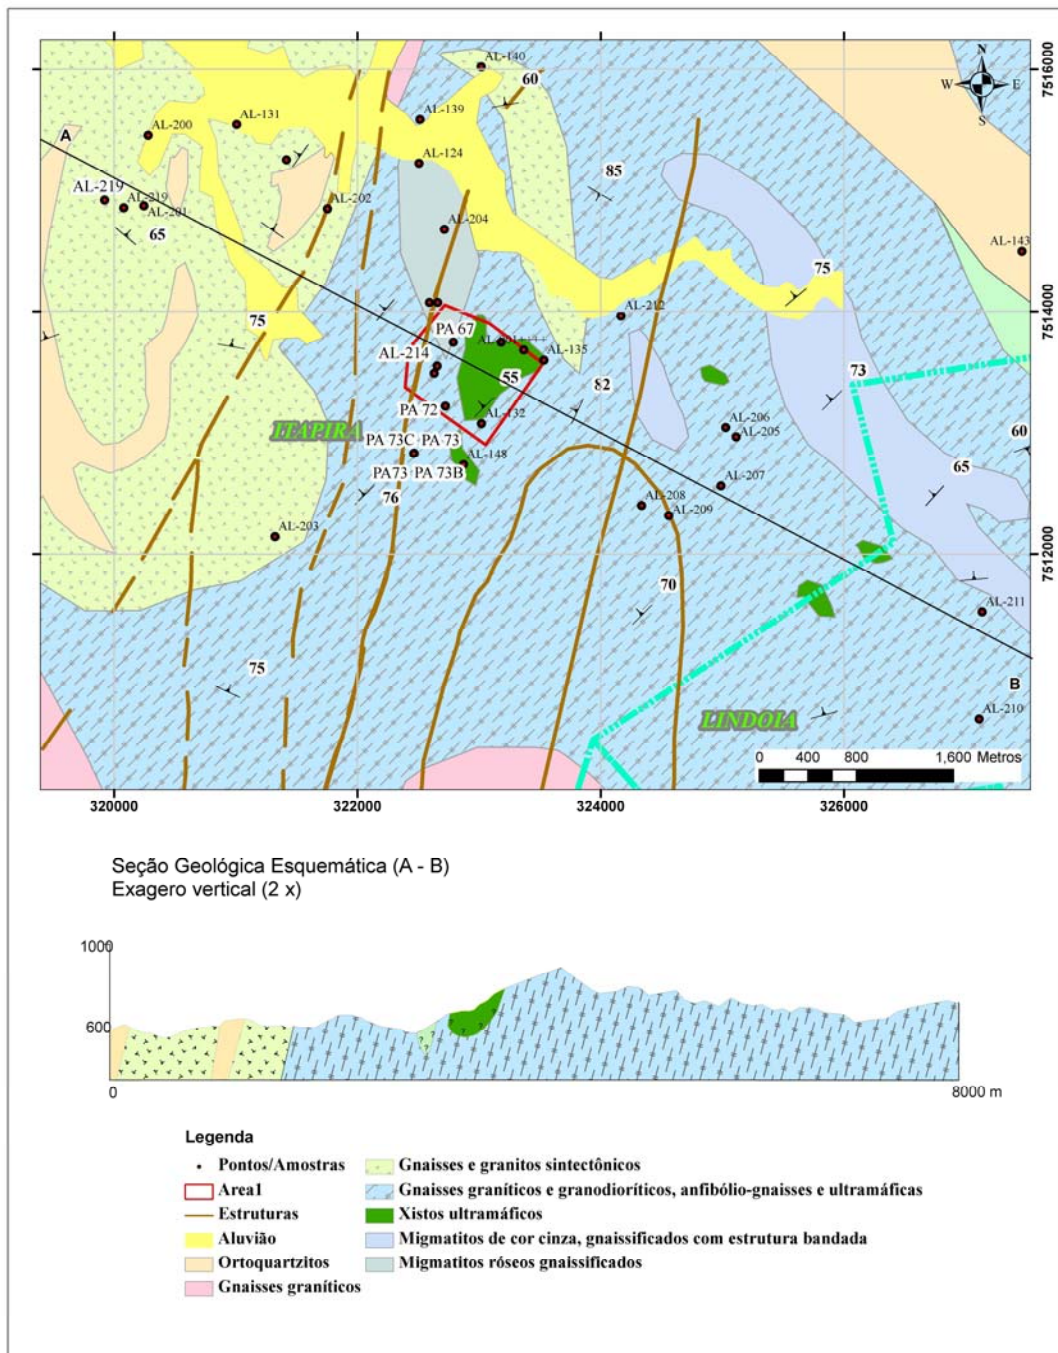 N
W E
S
7516000
7514000
7512000
AL-140
60
AL-139
AL-131
AL-200
A
AL-124
85
AL-219
AL-219
AL-201
AL-202
65
AL-204
AL-143
75
AL-212
75
PA 67
AL-135
AL-214
55
82
73
PA 72
AL-132
AL-206
AL-205
60
ITAPIRA
PA 73C PA 73
AL-148
PA73 PA 73B
65
AL-207
76
AL-208
AL-209
AL-203
70
AL-211
75
B
LINDOIA
AL-210
0 400 800 1,600 Metros
320000 322000 324000 326000
Seção Geológica Esquemática (A - B)
Exagero vertical (2 x)
1000
600
0 8000 m
Legenda
Pontos/Amostras
Area1
Estruturas
Aluvião
Ortoquartzitos
Gnaisses graníticos
Gnaisses e granitos sintectônicos
Gnaisses graníticos e granodioríticos, anfibólio-gnaisses e ultramáficas
Xistos ultramáficos
Migmatitos de cor cinza, gnaissificados com estrutura bandada
Migmatitos róseos gnaissificados